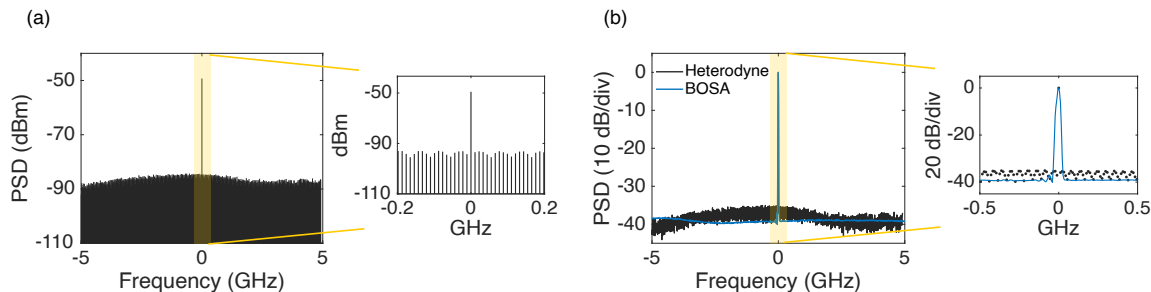 (a)
PSD (dBm)
-50
-70
-90
-110
-5
0
5
Frequency (GHz)
dBm
-50
-70
-90
-110
-0.2
0
0.2
GHz
(b)
PSD (10 dB/div)
0
-10
-20
-30
-40
Heterodyne
BOSA
-5
0
5
Frequency (GHz)
20 dB/div
0
-20
-40
-0.5
0
0.5
GHz